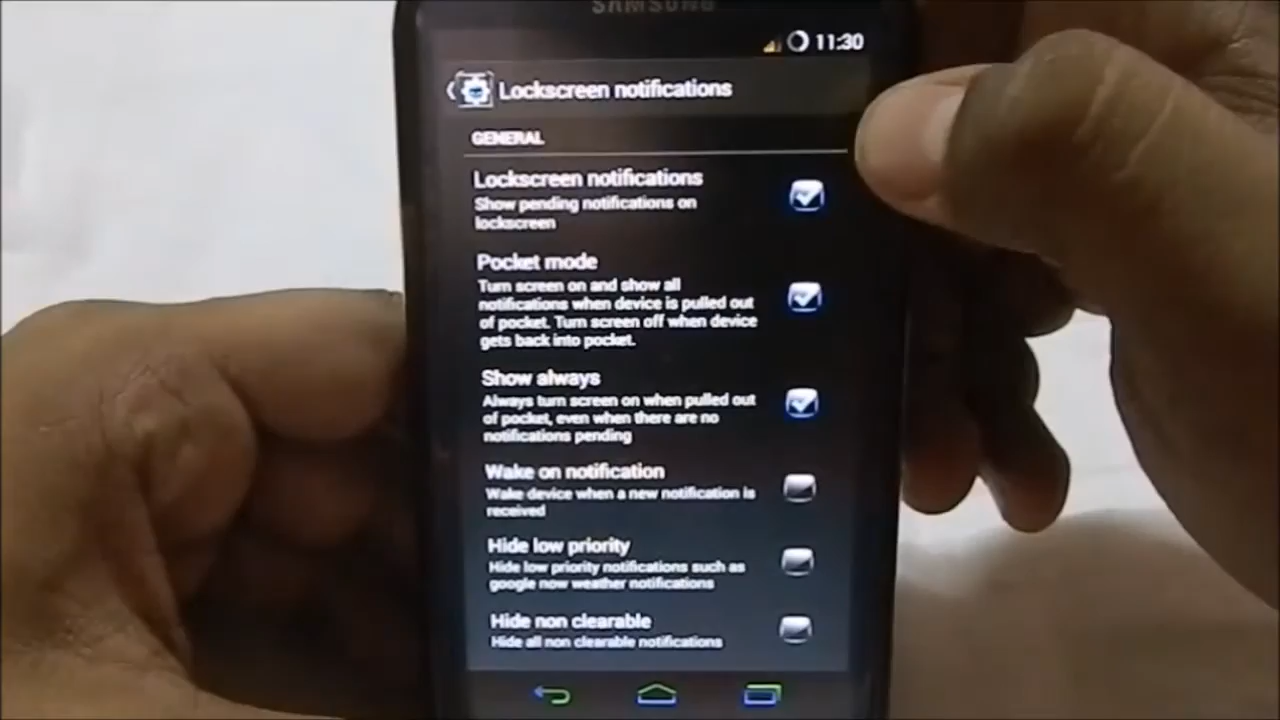 SAMSUNG
11:30
Lockscreen notifications
GENERAL
Lockscreen notifications
Show pending notifications on
lockscreen
Pocket mode
Turn screen on and show all
notifications when device is pulled out
of pocket. Turn screen off when device
gets back into pocket.
Show always
Always turn screen on when pulled out
of pocket, even when there are no
notifications pending
Wake on notification
Wake device when a new notification is
received
Hide low priority
Hide low priority notifications such as
google now weather notifications
Hide non clearable
Hide all non clearable notifications